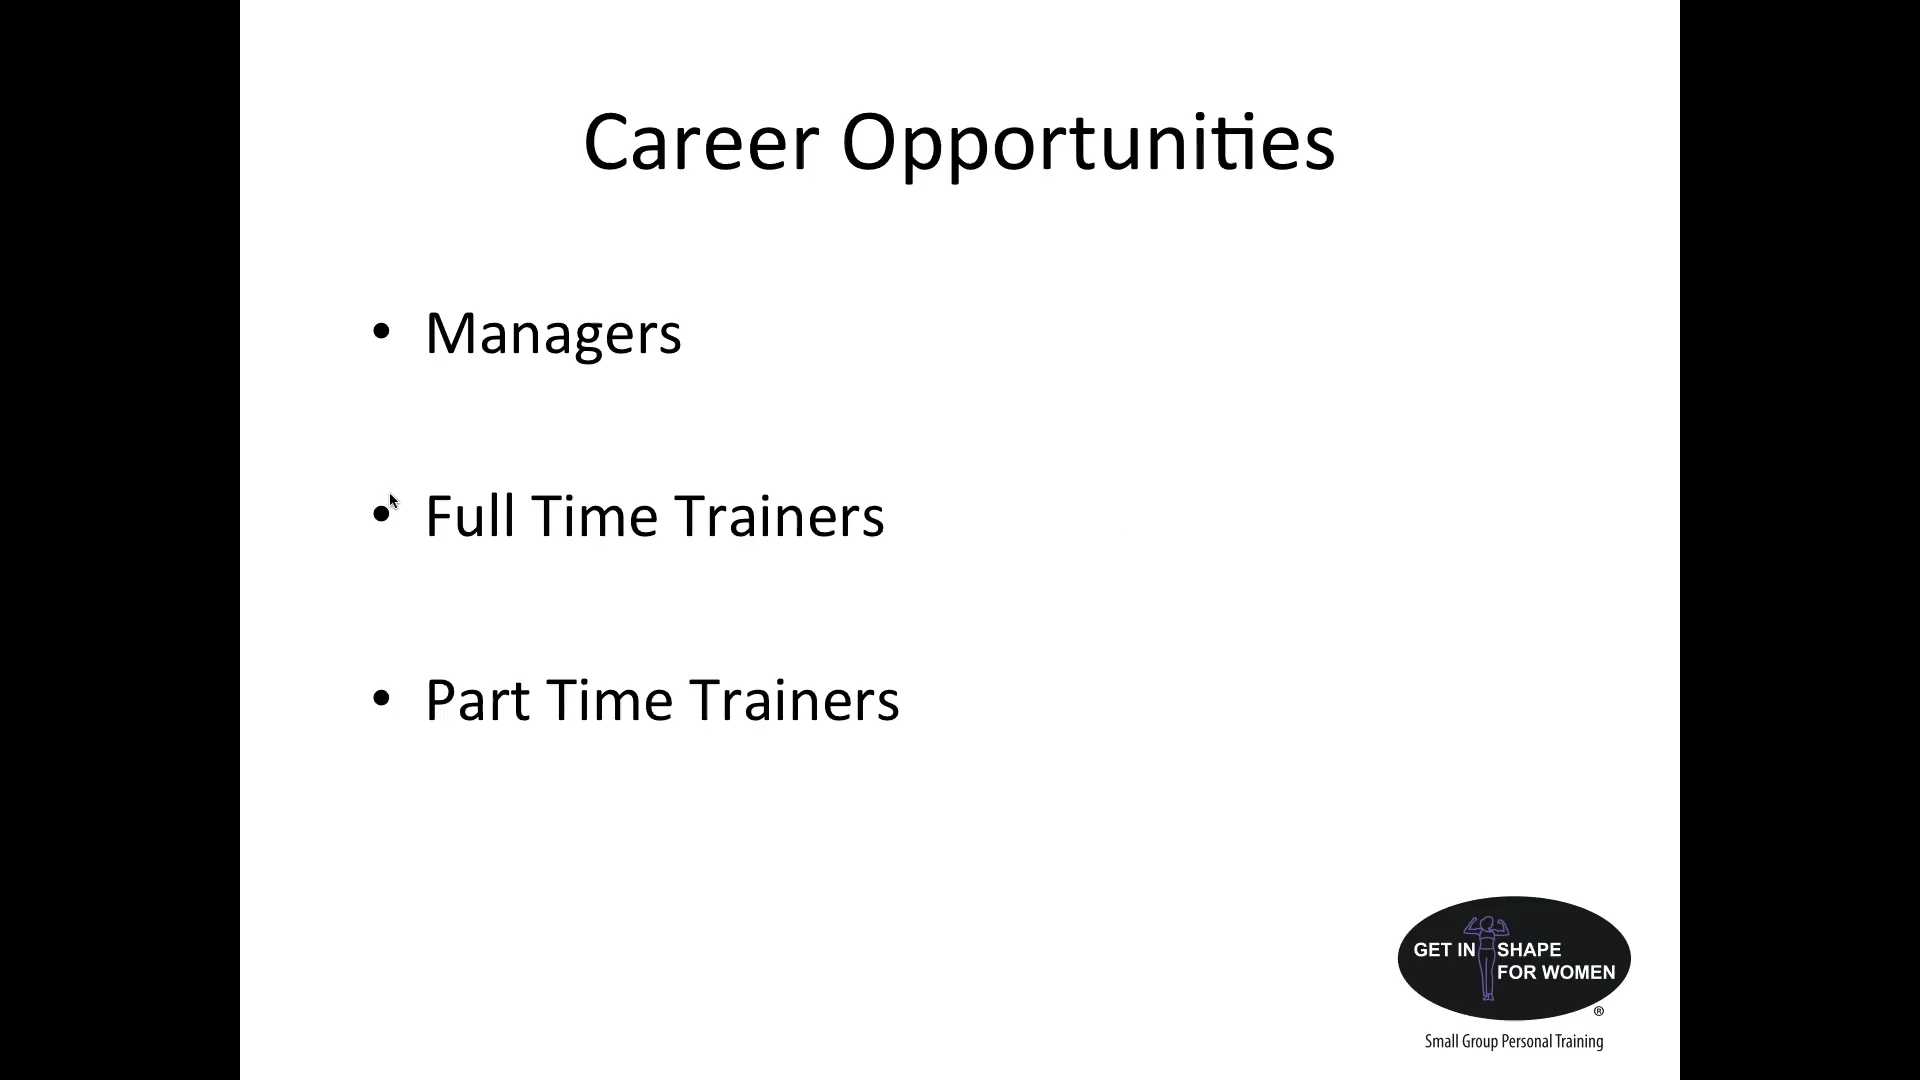 Career Opportunities
• Managers
• Full Time Trainers
• Part Time Trainers
GET IN SHAPE
FOR WOMEN
®
Small Group Personal Training